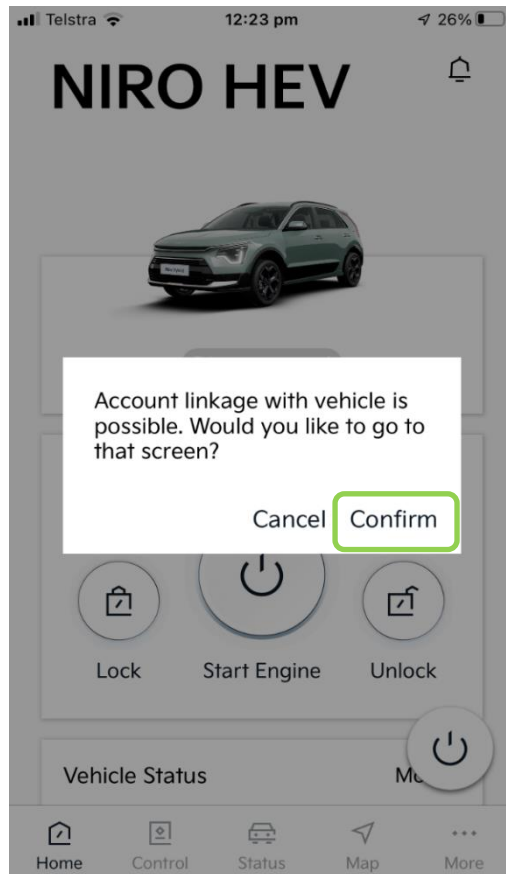 Telstra 12:23 pm 26%
NIRO HEV
Account linkage with vehicle is
possible. Would you like to go to
that screen?
Cancel Confirm
Lock Start Engine Unlock
Vehicle Status
Home Control Status Map More